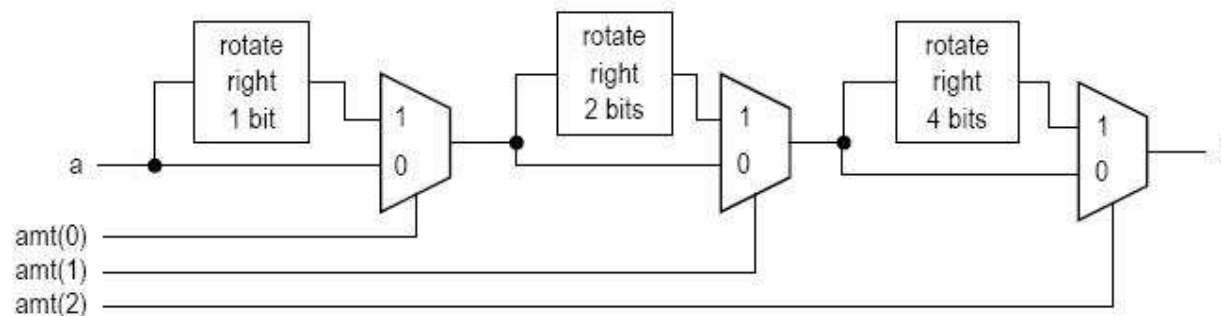 rotate
right
1 bit
rotate
right
2 bits
rotate
right
4 bits
1
0
1
0
1
0
a
amt(0)
amt(1)
amt(2)